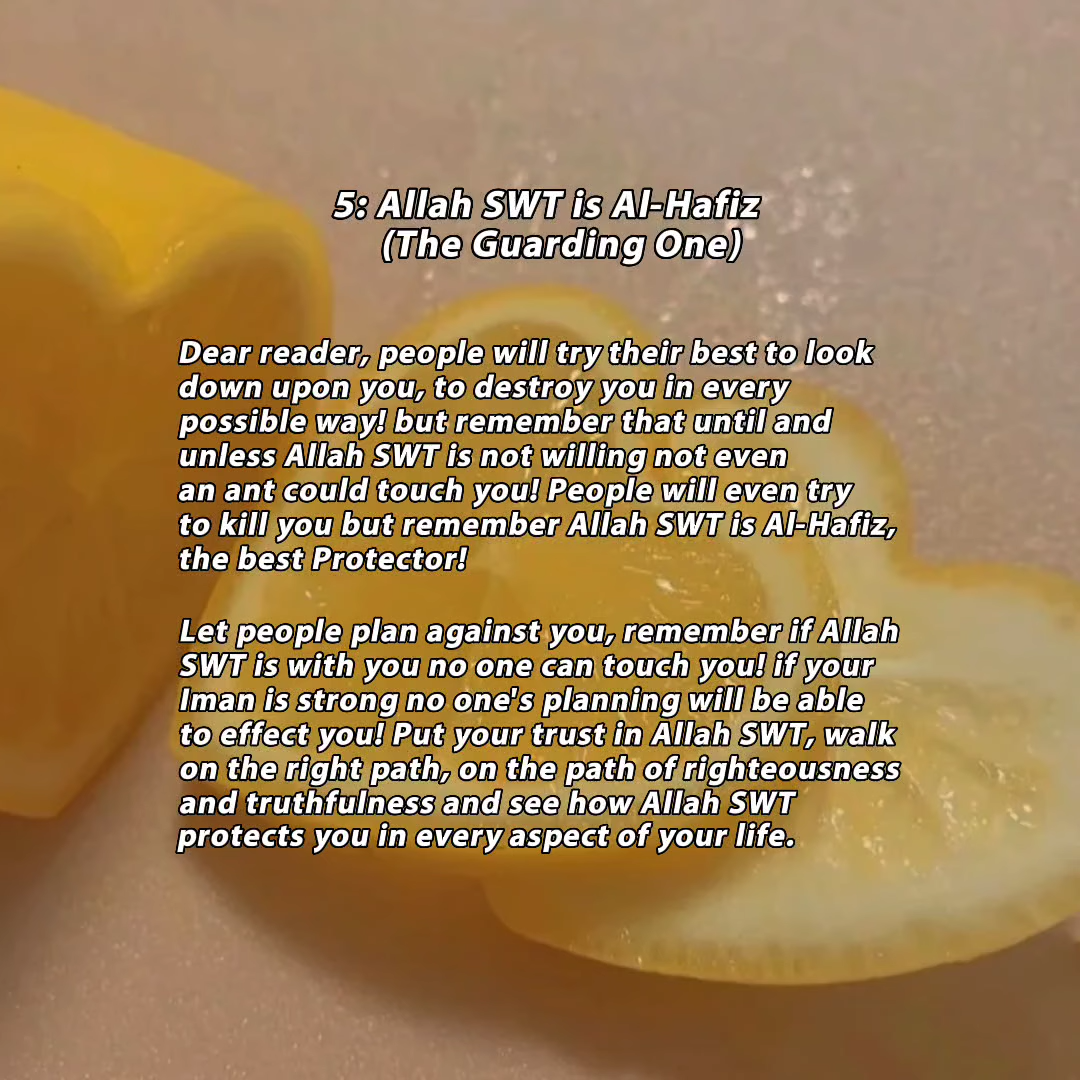 5: Allah SWT is Al-Hafiz
(The Guarding One)
Dear reader, people will try their best to look
down upon you, to destroy you in every
possible way! but remember that until and
unless Allah SWT is not willing not even
an ant could touch you! People will even try
to kill you but remember Allah SWT is Al-Hafiz,
the best Protector!
Let people plan against you, remember if Allah
SWT is with you no one can touch you! if your
Iman is strong no one's planning will be able
to effect you! Put your trust in Allah SWT, walk
on the right path, on the path of righteousness
and truthfulness and see how Allah SWT
protects you in every aspect of your life.